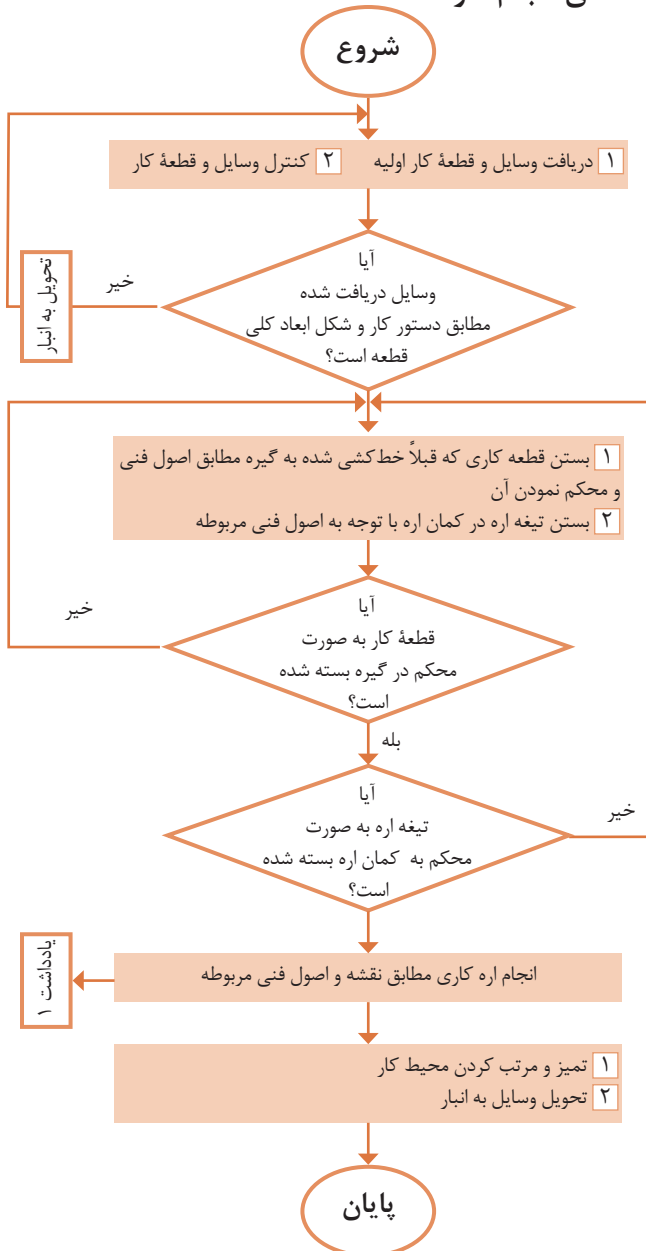 شروع
۱ دریافت وسایل و قطعهٔ کار اولیه ۲ کنترل وسایل و قطعهٔ کار
آیا
وسایل دریافت شده
مطابق دستور کار و شکل ابعاد کلی
قطعه است؟
خیر
تحویل به انبار
۱ بستن قطعه کاری که قبلاً خط‌کشی شده به گیره مطابق اصول فنی
و محکم نمودن آن
۲ بستن تیغه اره در کمان اره با توجه به اصول فنی مربوطه
آیا
قطعهٔ کار به صورت
محکم در گیره بسته شده
است؟
خیر
بله
آیا
تیغه اره به صورت
محکم به کمان اره بسته شده
است؟
خیر
انجام اره کاری مطابق نقشه و اصول فنی مربوطه
یادداشت ۱
۱ تمیز و مرتب کردن محیط کار
۲ تحویل وسایل به انبار
پایان